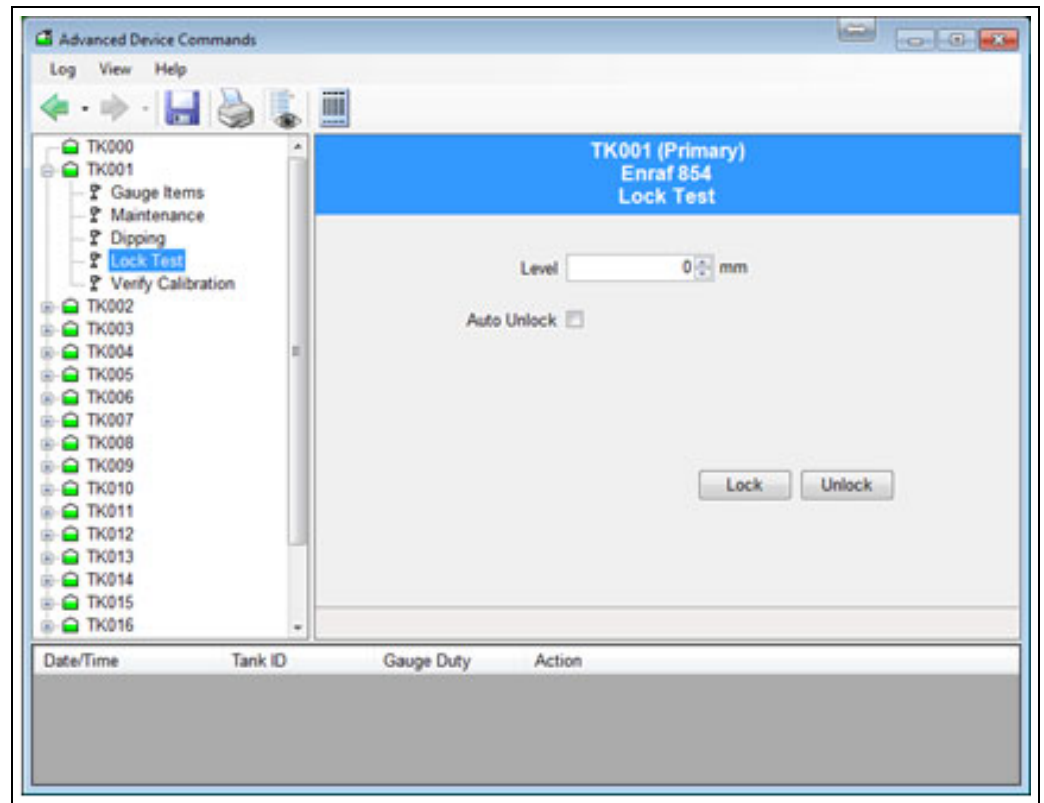 Advanced Device Commands
Log View Help
TK000
TK001
Gauge Items
Maintenance
Dipping
Lock Test
Verify Calibration
TK002
TK003
TK004
TK005
TK006
TK007
TK008
TK009
TK010
TK011
TK012
TK013
TK014
TK015
TK016
TK001 (Primary)
Enraf 854
Lock Test
Level 0 mm
Auto Unlock
Lock Unlock
Date/Time Tank ID Gauge Duty Action